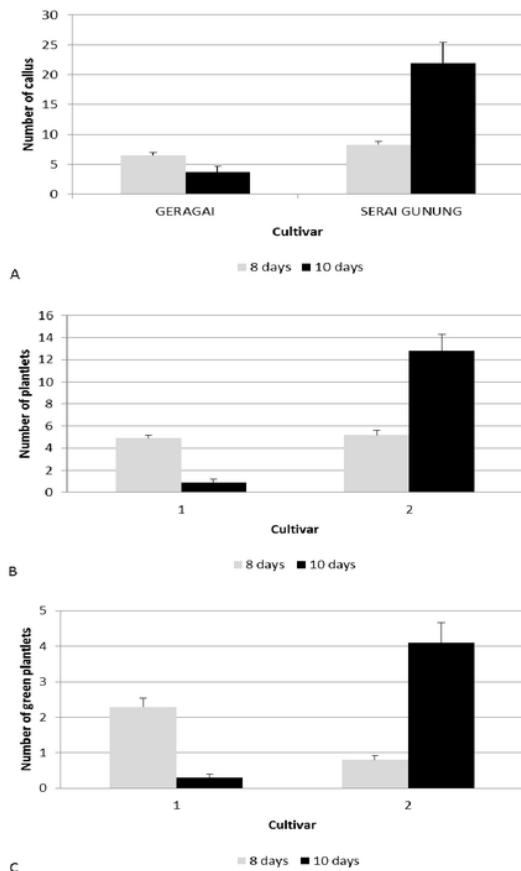 30
25
20
15
10
5
0
Number of callus
GERAGAI SERAI GUNUNG
Cultivar
8 days 10 days
A
16
14
12
10
8
6
4
2
0
Number of plantlets
1 2
Cultivar
8 days 10 days
B
5
4
3
2
1
0
Number of green plantlets
1 2
Cultivar
8 days 10 days
C